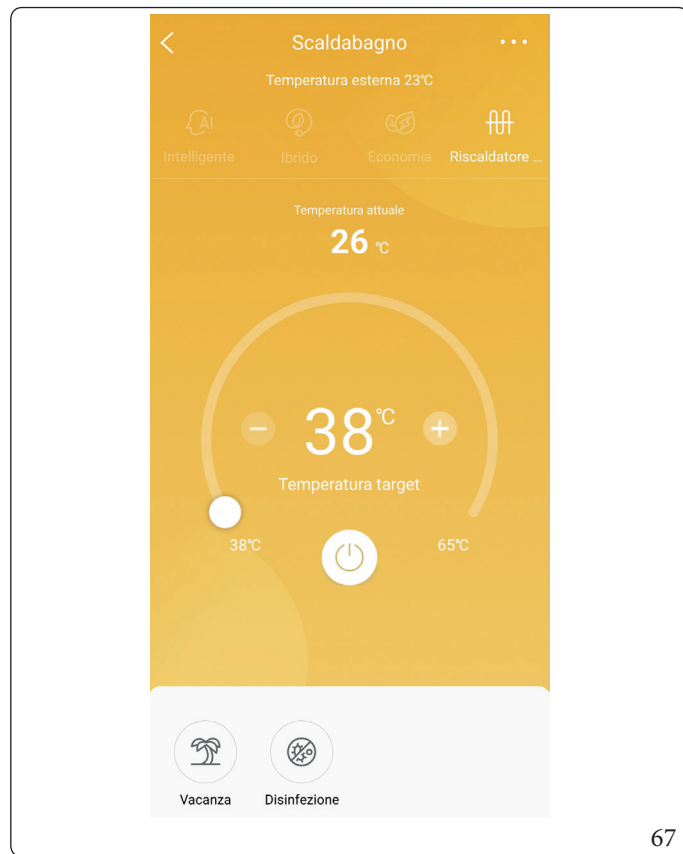 Scaldabagno
Temperatura esterna 23℃
AI
Intelligente Ibrido Economia Riscaldatore ...
Temperatura attuale
26 ℃
38℃
Temperatura target
38℃ 65℃
Vacanza Disinfezione
67